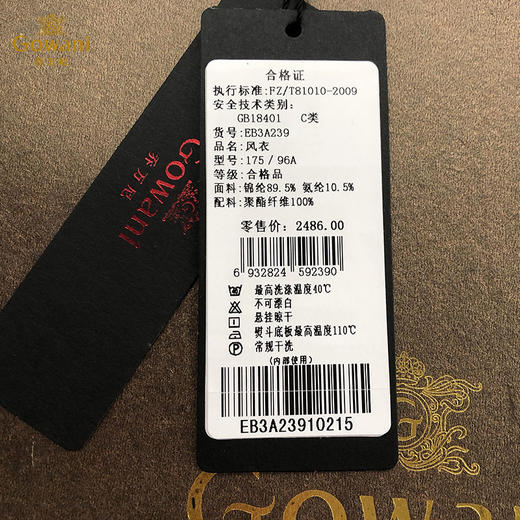 Gowani
乔万尼
乔万尼
Gowani
合格证
执行标准:FZ/T81010-2009
安全技术类别:
GB18401 C类
货号:EB3A239
品名:风衣
型号:175/96A
等级:合格品
面料:锦纶89.5% 氨纶10.5%
配料:聚酯纤维100%
零售价:2486.00
6 932824 592390
最高洗涤温度40℃
不可漂白
悬挂晾干
熨斗底板最高温度110℃
常规干洗
(内部使用)
EB3A23910215
G
Gowani